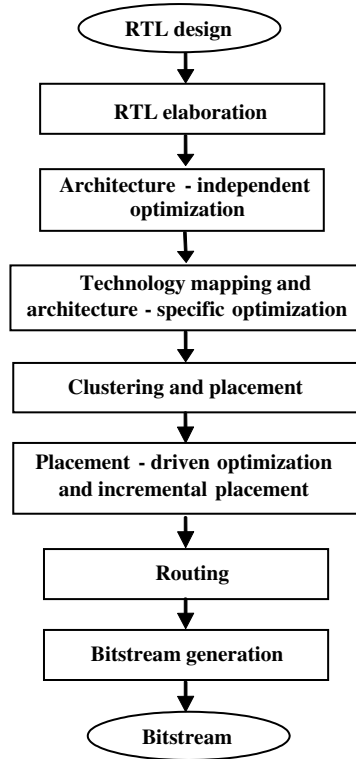 RTL design
RTL elaboration
Architecture - independent
optimization
Technology mapping and
architecture - specific optimization
Clustering and placement
Placement - driven optimization
and incremental placement
Routing
Bitstream generation
Bitstream